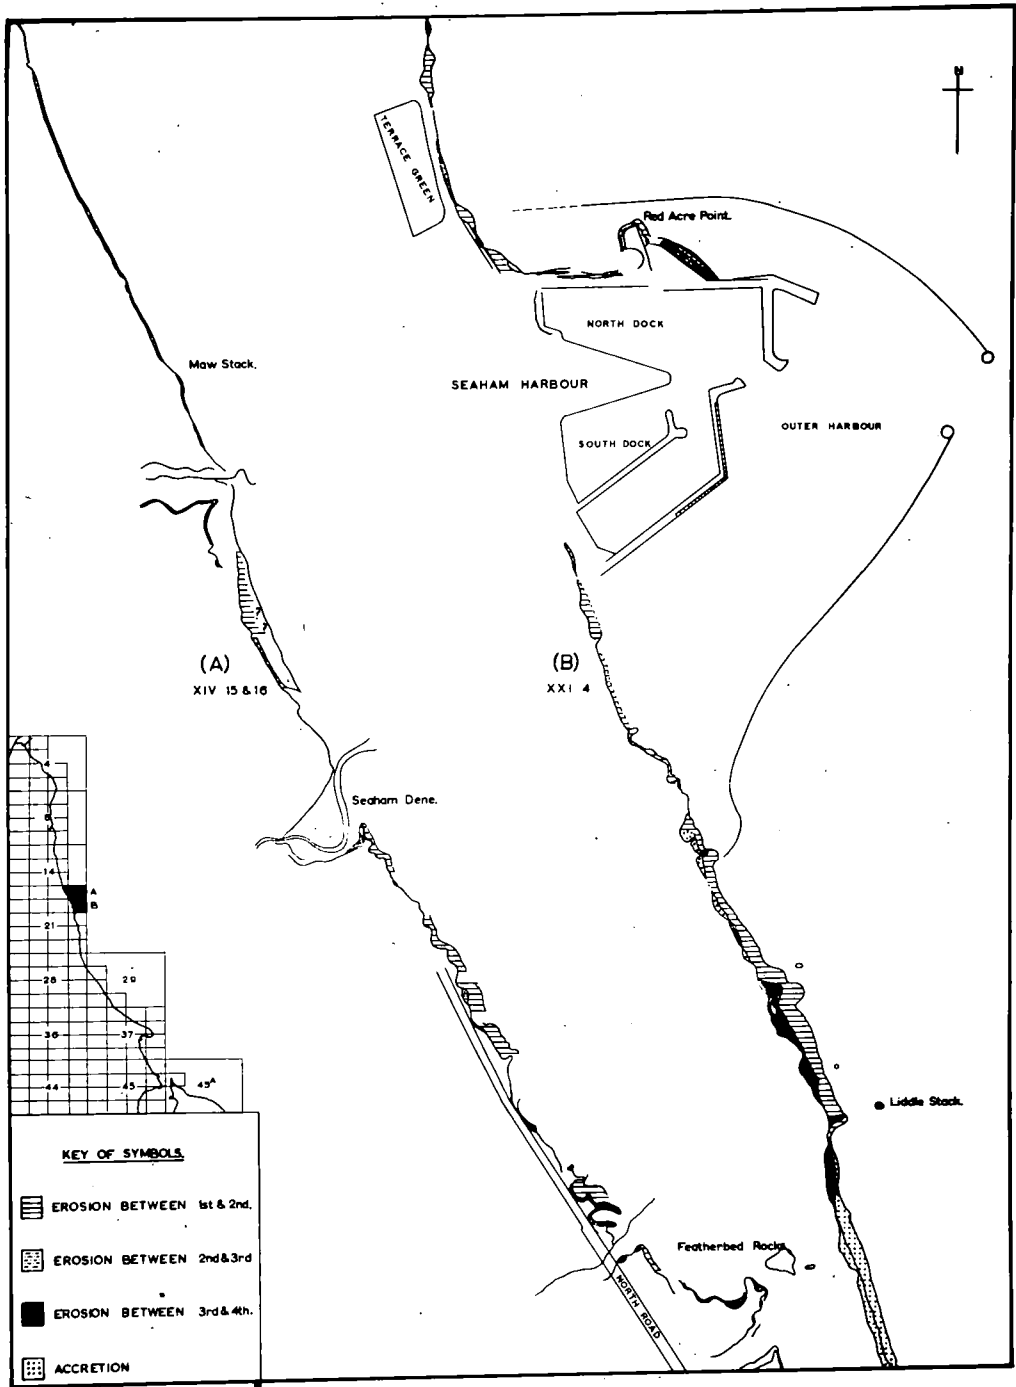 N
TERRACE GREEN
Red Acre Point.
NORTH DOCK
Maw Stack.
SEAHAM HARBOUR
OUTER HARBOUR
SOUTH DOCK
?
?
(A)
XIV 15 & 16
(B)
XXI 4
Seaham Dene.
4
14
A
B
21
28
29
36
37
44
45
45A
Liddle Stack.
Featherbed Rocks
NORTH ROAD
KEY OF SYMBOLS.
EROSION BETWEEN 1st & 2nd.
EROSION BETWEEN 2nd & 3rd
EROSION BETWEEN 3rd & 4th.
ACCRETION